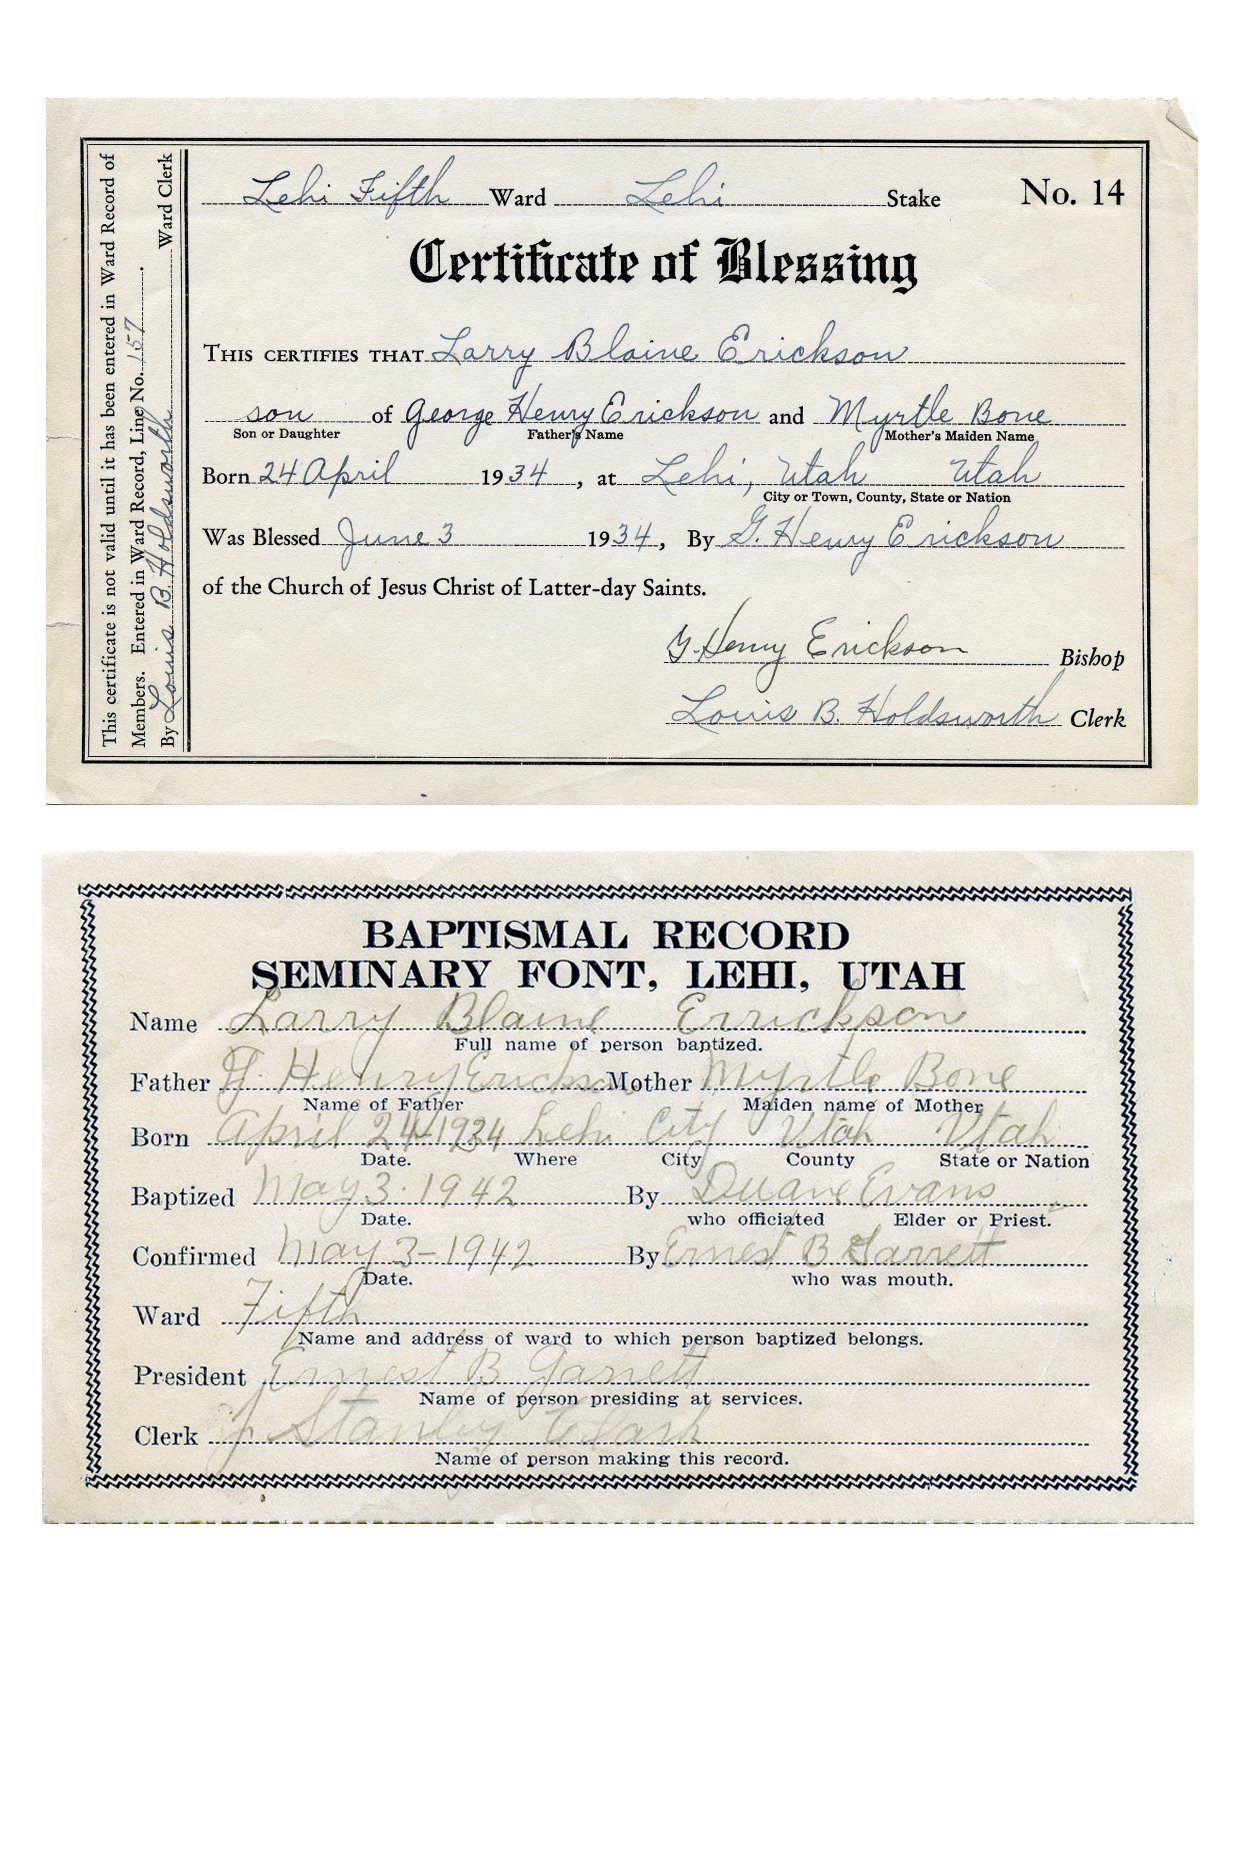 Lehi Fifth Ward Lehi Stake No. 14
Certificate of Blessing
THIS CERTIFIES THAT Larry Blaine Erickson
son of George Henry Erickson and Myrtle Bone
Son or Daughter Father's Name Mother's Maiden Name
Born 24 April 1934, at Lehi, Utah Utah
City or Town, County, State or Nation
Was Blessed June 3 1934, By G. Henry Erickson
of the Church of Jesus Christ of Latter-day Saints.
G. Henry Erickson Bishop
Louis B. Holdsworth Clerk
This certificate is not valid until it has been entered in Ward Record of
Members. Entered in Ward Record, Line No. 157.
By Louis B. Holdsworth Ward Clerk
BAPTISMAL RECORD
SEMINARY FONT, LEHI, UTAH
Name Larry Blaine Errickson
Full name of person baptized.
Father G. Henry Erickson Mother Myrtle Bone
Name of Father Maiden name of Mother
Born April 24 1934 Lehi City Utah Utah
Date. Where City County State or Nation
Baptized May 3. 1942 By Duane Evans
Date. who officiated Elder or Priest.
Confirmed May 3-1942 By Ernest B Garrett
Date. who was mouth.
Ward Fifth
Name and address of ward to which person baptized belongs.
President Ernest B Garrett
Name of person presiding at services.
Clerk J. Stanley Clark
Name of person making this record.